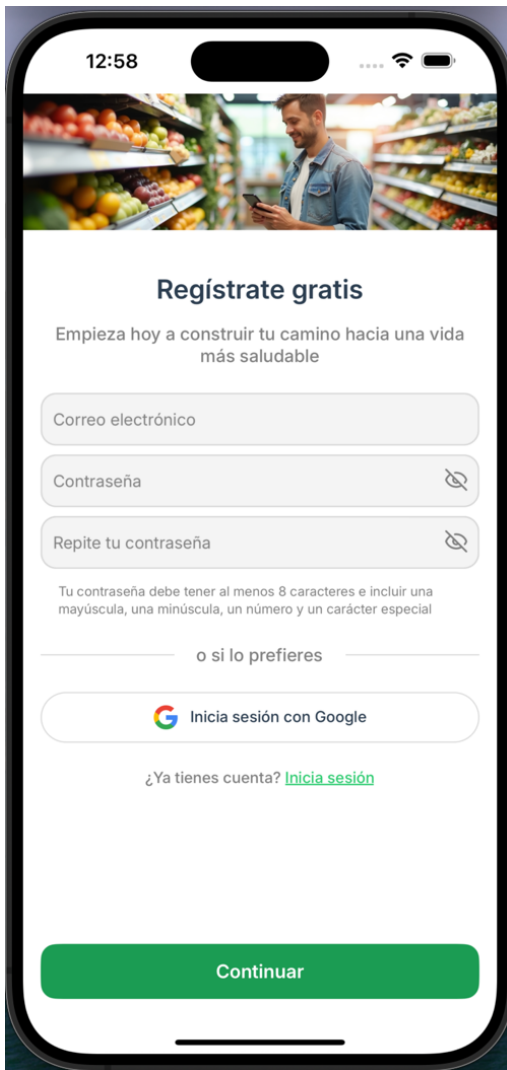 12:58
Regístrate gratis
Empieza hoy a construir tu camino hacia una vida
más saludable
Correo electrónico
Contraseña
Repite tu contraseña
Tu contraseña debe tener al menos 8 caracteres e incluir una
mayúscula, una minúscula, un número y un carácter especial
o si lo prefieres
Inicia sesión con Google
¿Ya tienes cuenta? Inicia sesión
Continuar